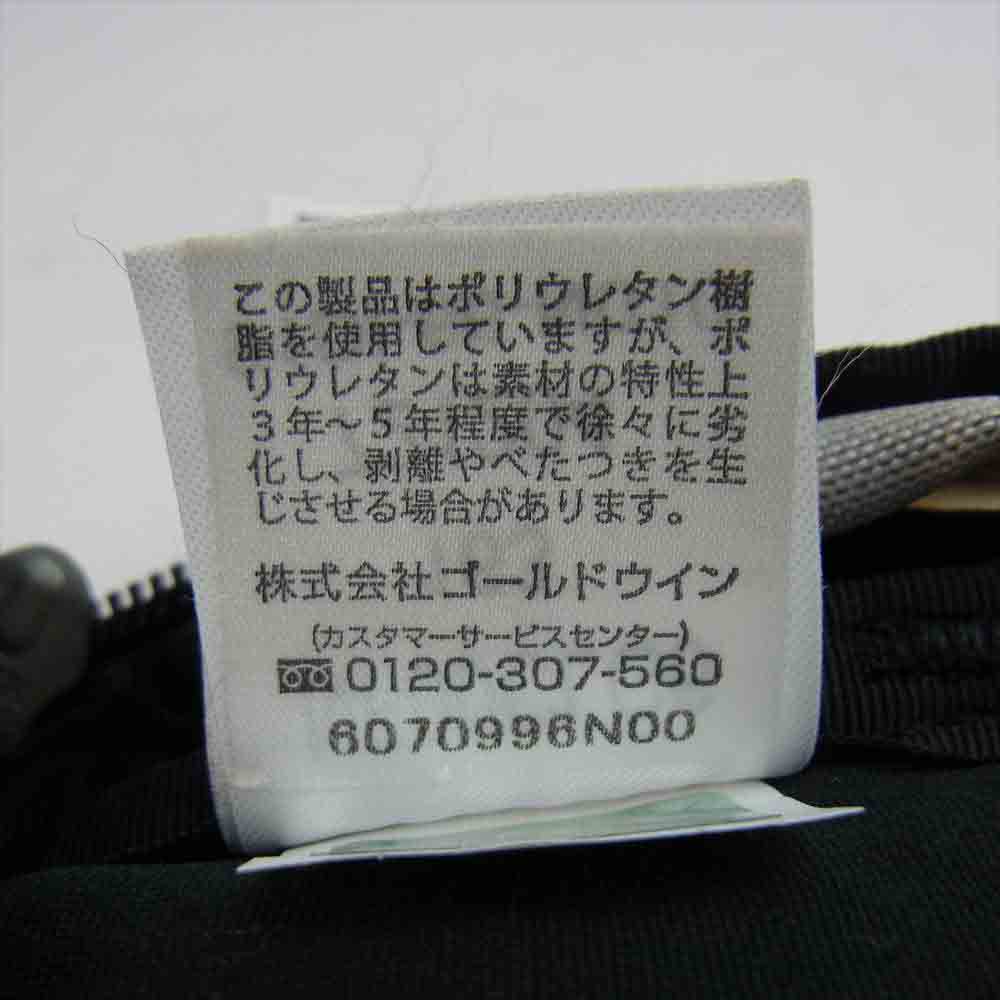 この製品はポリウレタン樹
脂を使用していますが、ポ
リウレタンは素材の特性上
3年～5年程度で徐々に劣
化し、剥離やべたつきを生
じさせる場合があります。
株式会社ゴールドウイン
(カスタマーサービスセンター)
0120-307-560
6070996N00